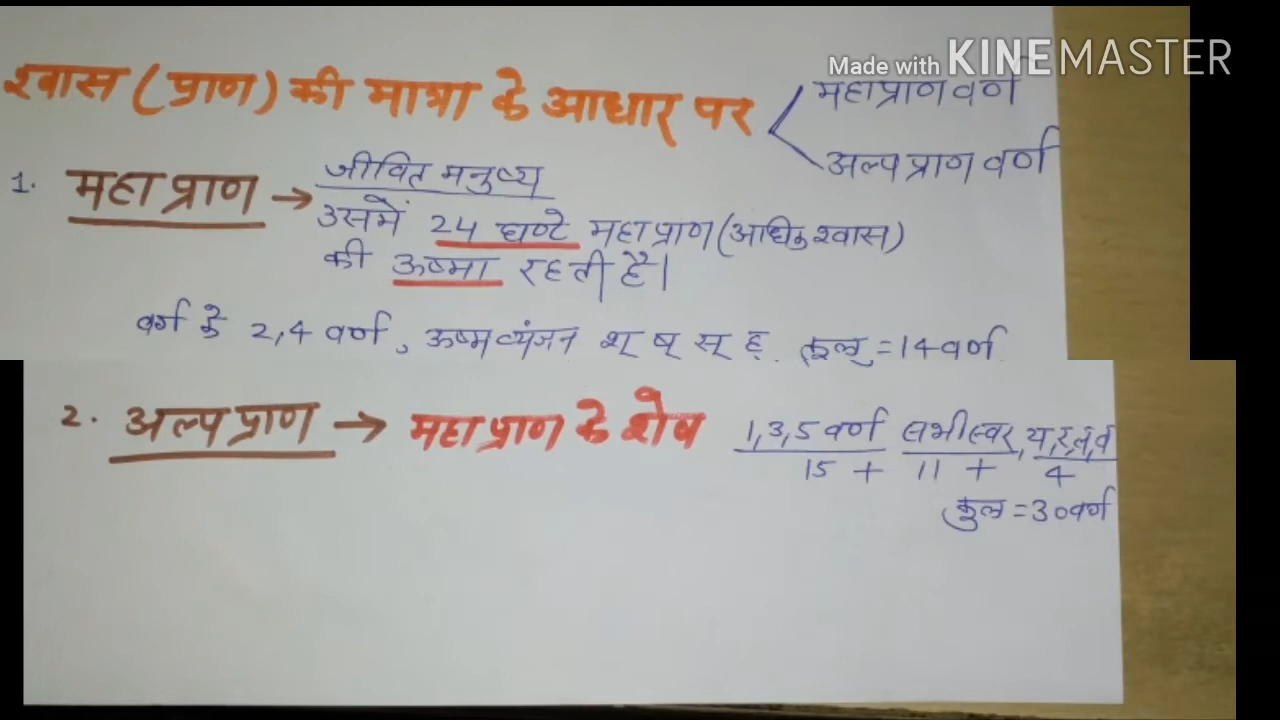 Made with KINEMASTER
श्वास (प्राण) की मात्रा के आधार पर
महाप्राण वर्ण
अल्पप्राण वर्ण
1. महाप्राण → जीवित मनुष्य
उसमें 24 घण्टे महाप्राण (अधिक श्वास)
की ऊष्मा रहती है।
वर्ग के 2,4 वर्ण, ऊष्म व्यंजन श् ष् स् ह्. कुल = 14 वर्ण
2. अल्पप्राण → महाप्राण के शेष 1,3,5 वर्ण सभी स्वर, य,र,ल,व
15 + 11 + 4
कुल = 30 वर्ण